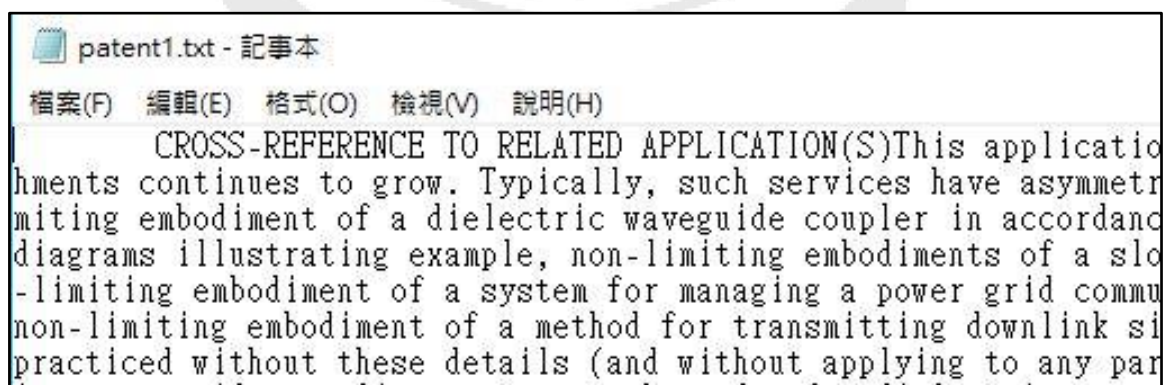 patent1.txt - 記事本
檔案(F) 編輯(E) 格式(O) 檢視(V) 說明(H)
CROSS-REFERENCE TO RELATED APPLICATION(S)This applicatio
hments continues to grow. Typically, such services have asymmetr
miting embodiment of a dielectric waveguide coupler in accordanc
diagrams illustrating example, non-limiting embodiments of a slo
-limiting embodiment of a system for managing a power grid commu
non-limiting embodiment of a method for transmitting downlink si
practiced without these details (and without applying to any par